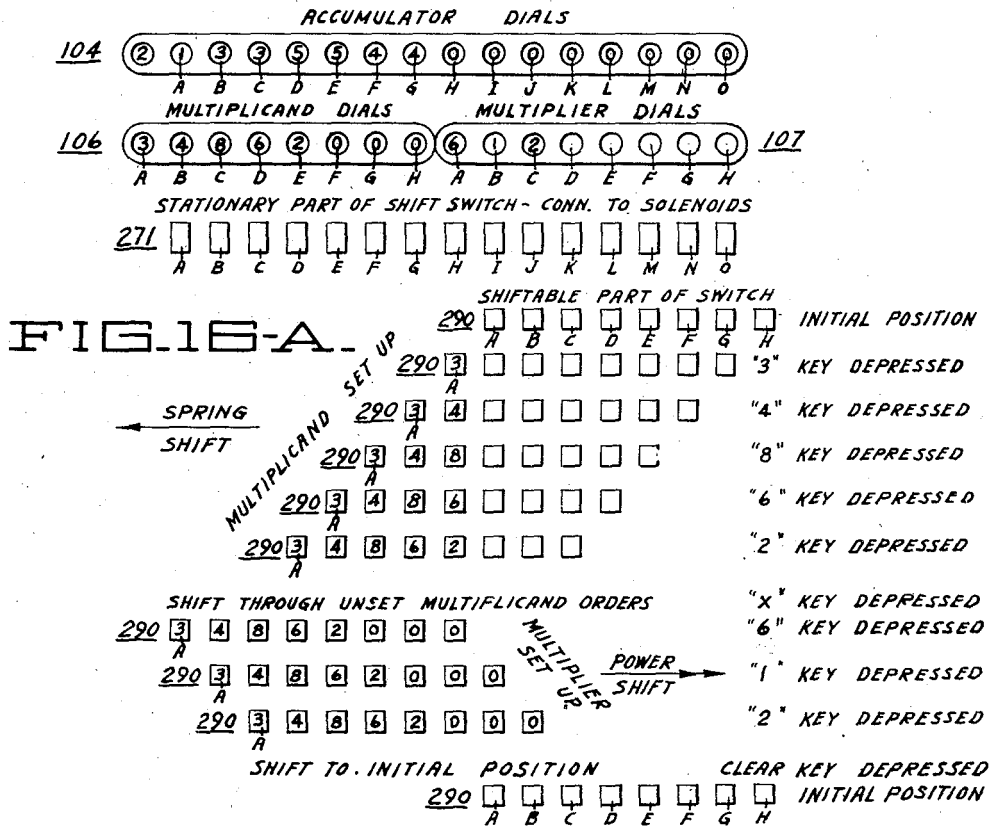 ACCUMULATOR DIALS
104 2 1 3 3 5 5 4 4 0 0 0 0 0 0 0 0
A B C D E F G H I J K L M N O
MULTIPLICAND DIALS MULTIPLIER DIALS
106 3 4 8 6 2 0 0 0 6 1 2 107
A B C D E F G H A B C D E F G H
STATIONARY PART OF SHIFT SWITCH - CONN. TO SOLENOIDS
271
A B C D E F G H I J K L M N O
SHIFTABLE PART OF SWITCH
290 INITIAL POSITION
A B C D E F G H
FIG.16-A.
MULTIPLICAND SET UP
290 3 "3" KEY DEPRESSED
A
SPRING SHIFT
290 3 4 "4" KEY DEPRESSED
A
290 3 4 8 "8" KEY DEPRESSED
A
290 3 4 8 6 "6" KEY DEPRESSED
A
290 3 4 8 6 2 "2" KEY DEPRESSED
A
SHIFT THROUGH UNSET MULTIFLICAND ORDERS "X" KEY DEPRESSED
290 3 4 8 6 2 0 0 0 "6" KEY DEPRESSED
A
MULTIPLIER SET UP
POWER SHIFT
290 3 4 8 6 2 0 0 0 "1" KEY DEPRESSED
A
290 3 4 8 6 2 0 0 0 "2" KEY DEPRESSED
A
SHIFT TO. INITIAL POSITION CLEAR KEY DEPRESSED
290 INITIAL POSITION
A B C D E F G H